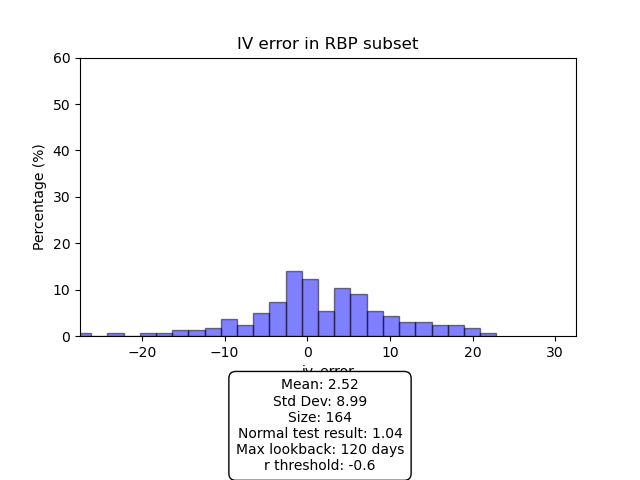 IV error in RBP subset
60
50
40
30
20
10
0
Percentage (%)
−20
−10
0
10
20
30
iv_error
Mean: 2.52
Std Dev: 8.99
Size: 164
Normal test result: 1.04
Max lookback: 120 days
r threshold: -0.6